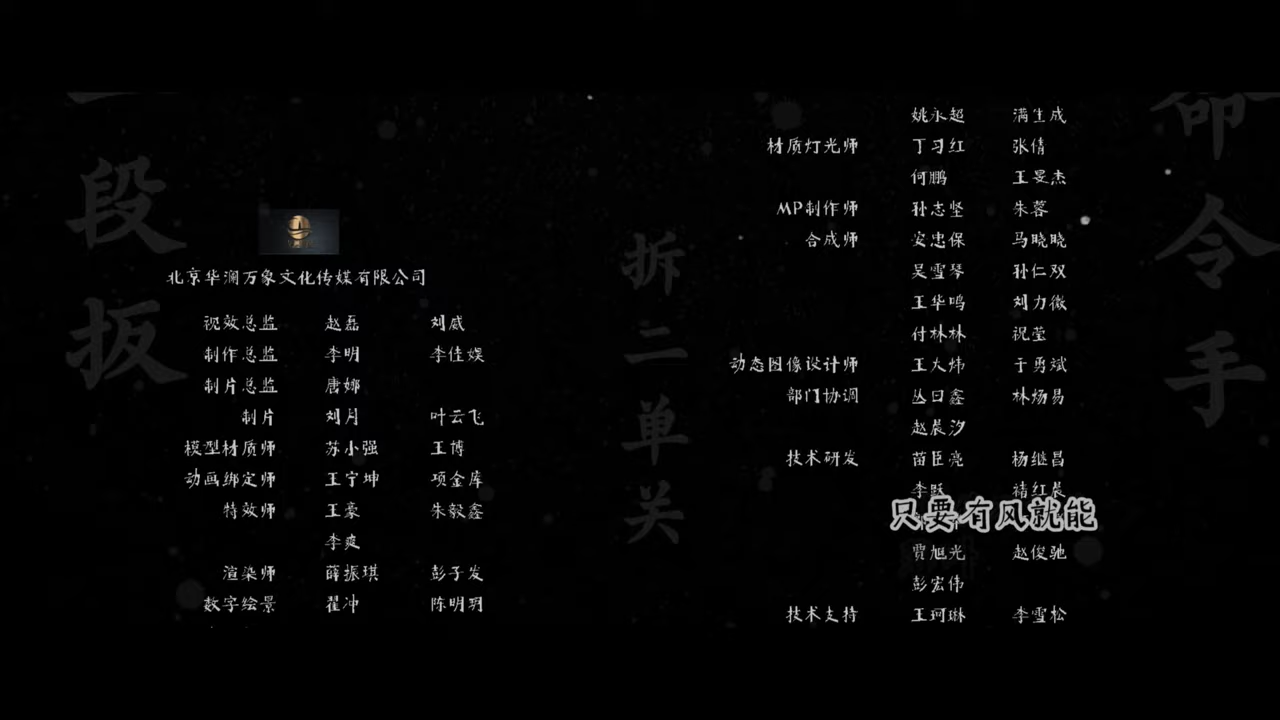 北京华澜万象文化传媒有限公司
视效总监 赵磊 刘威
制作总监 李明 李佳娱
制片总监 唐娜
制片 刘月 叶云飞
模型材质师 苏小强 王博
动画绑定师 王宇坤 项金库
特效师 王豪 朱毅鑫
李爽
渲染师 薛振琪 彭子发
数字绘景 翟冲 陈明玥
姚永超 满生成
材质灯光师 丁习红 张倩
何鹏 王旻杰
MP制作师 孙志坚 朱蓉
合成师 安忠保 马晓晓
吴雪琴 孙仁双
王华鸣 刘力微
付林林 祝莹
动态图像设计师 王大炜 于勇斌
部门协调 丛日鑫 林炀易
赵晨汐
技术研发 苗臣亮 杨继昌
李跃 褚红晨
只要有风就能
贾旭光 赵俊驰
彭宏伟
技术支持 王珂琳 李雪松
段
扳
拆
二
单
关
命
令
手